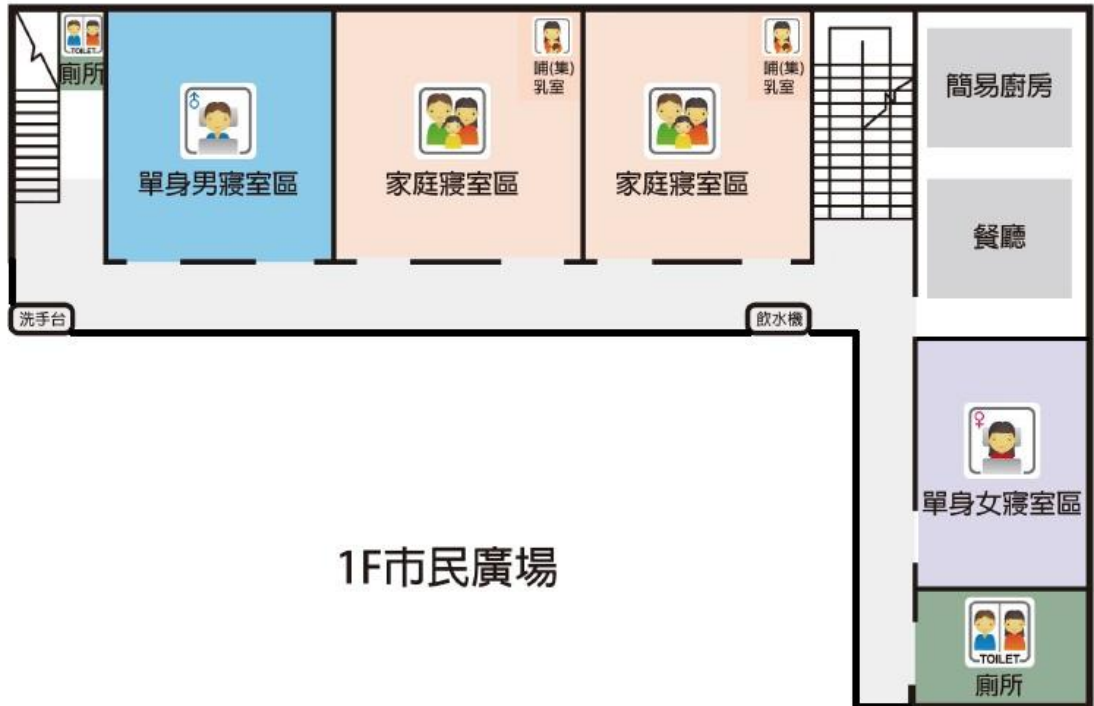 TOILET
廁所
單身男寢室區
哺(集)
乳室
家庭寢室區
哺(集)
乳室
家庭寢室區
簡易廚房
餐廳
洗手台
飲水機
單身女寢室區
1F市民廣場
TOILET
廁所